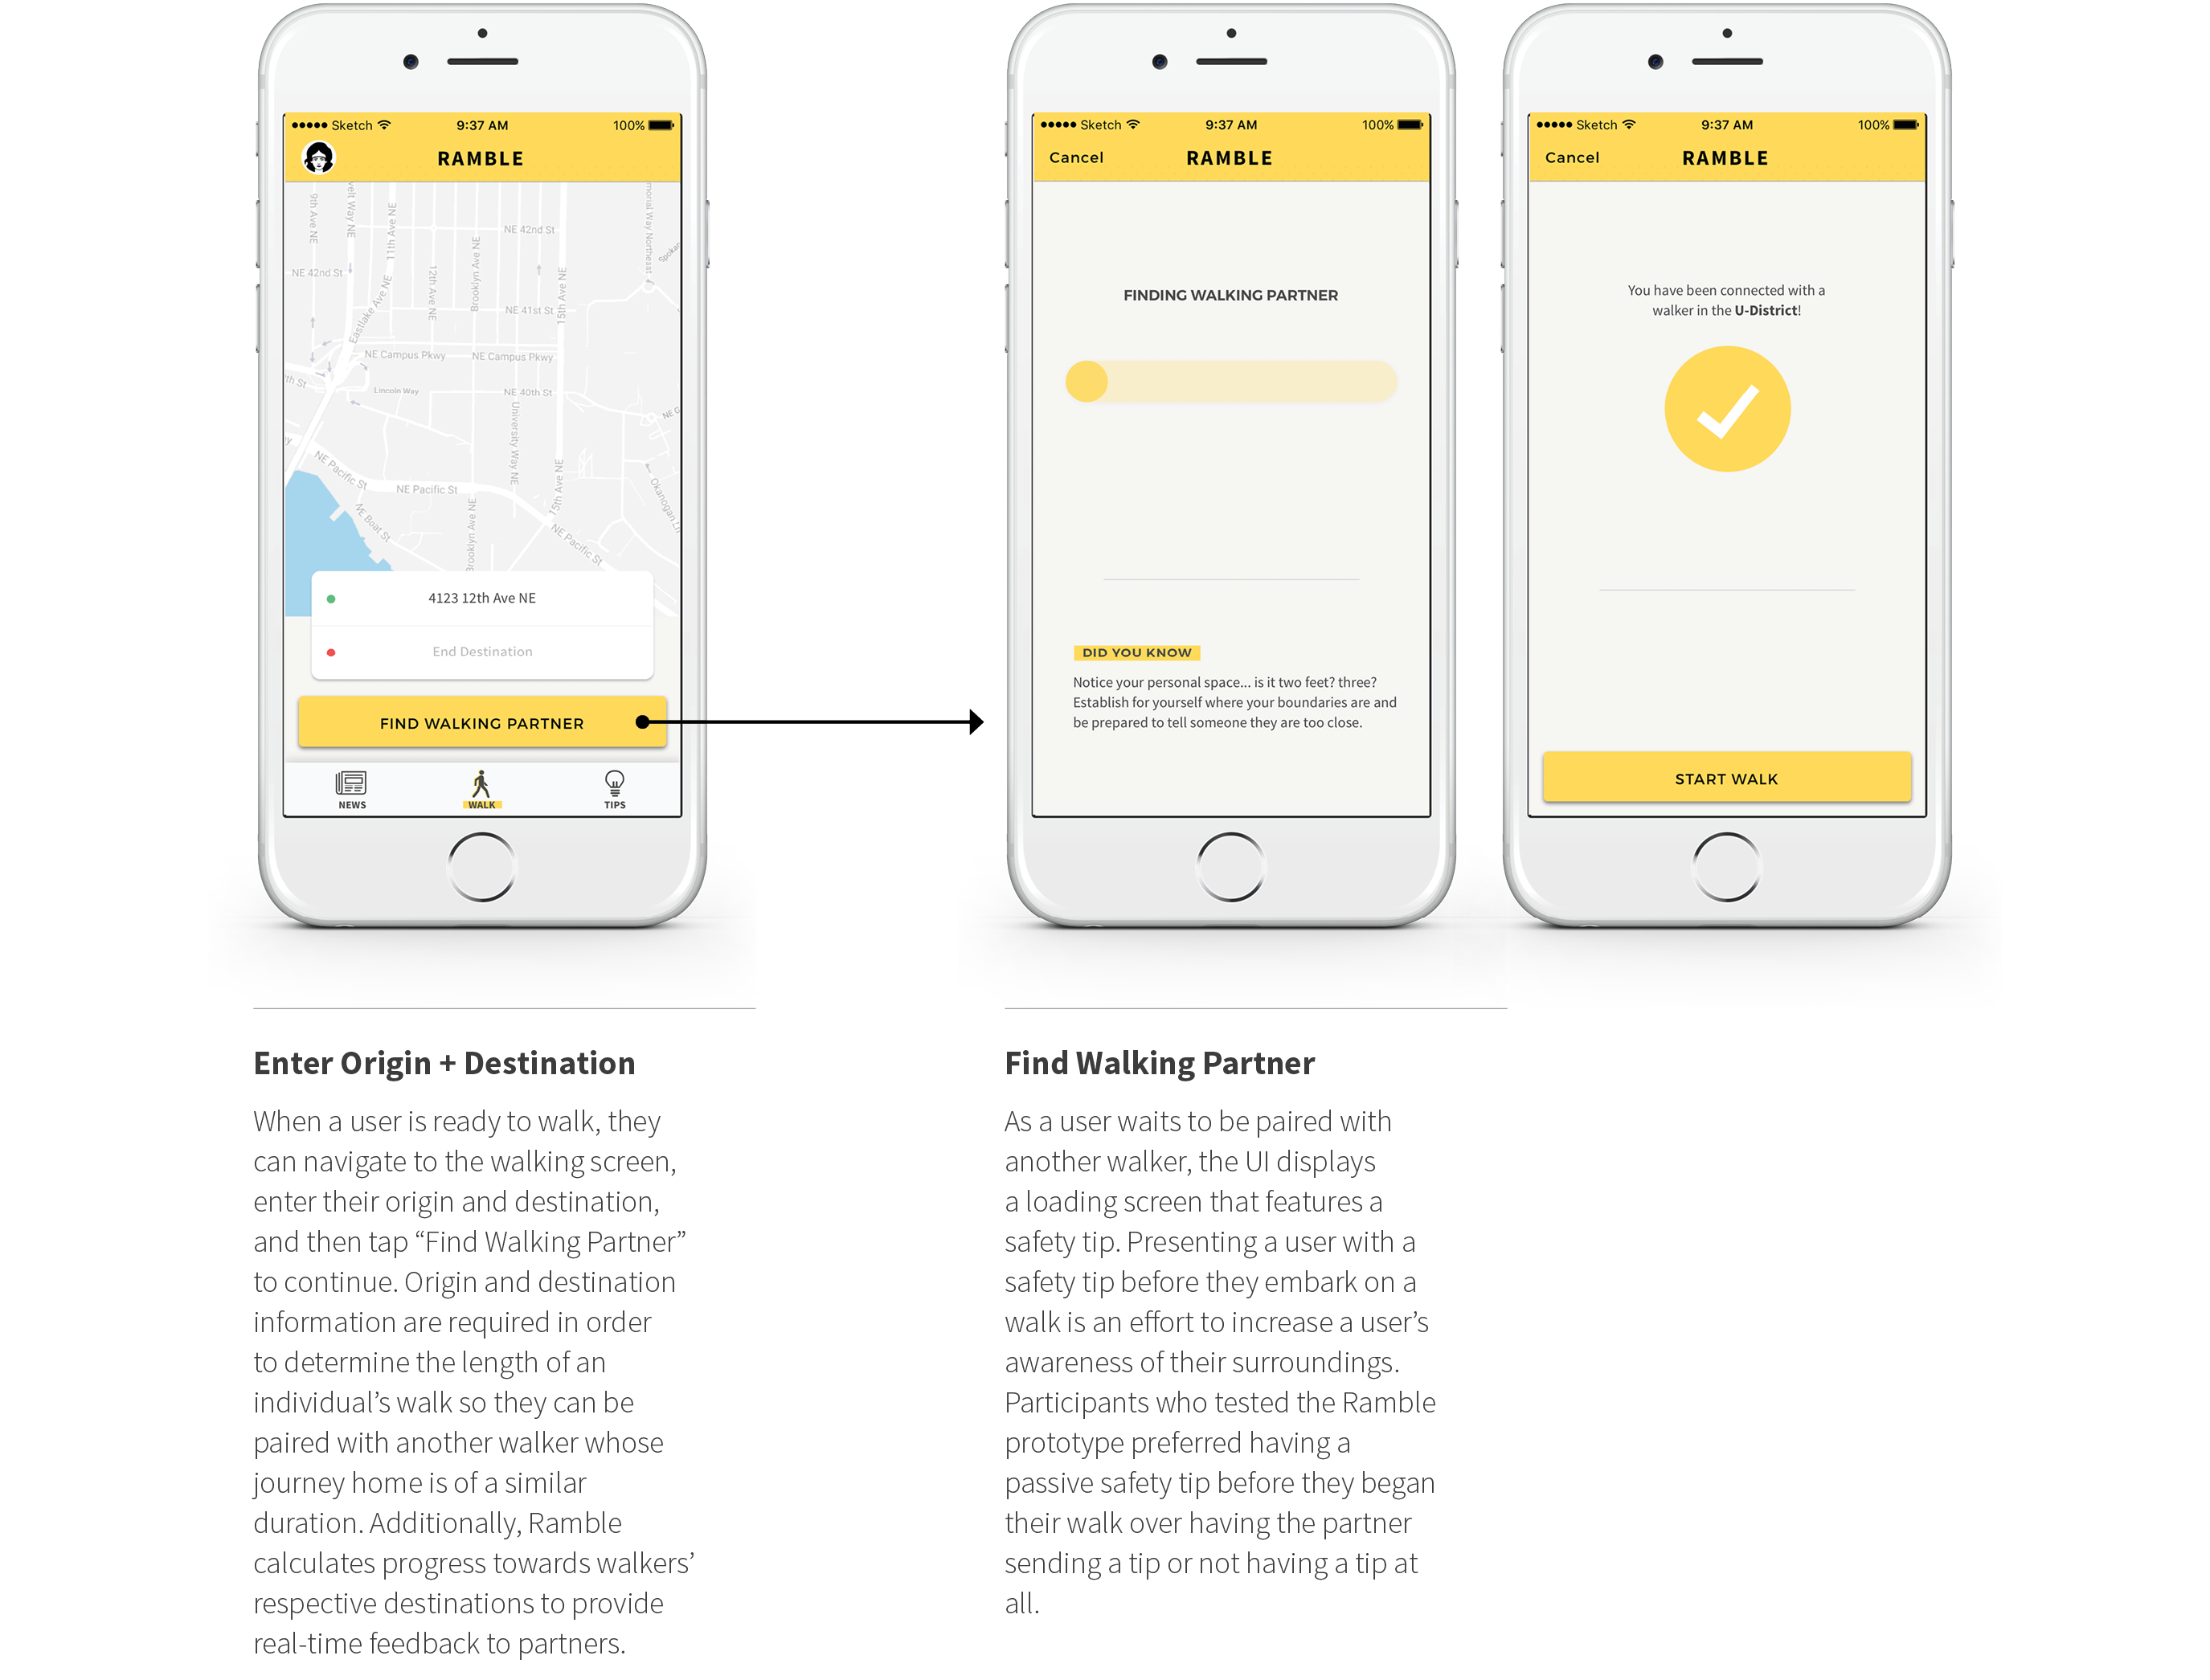 Sketch 9:37 AM 100%
RAMBLE
9th Ave NE
11th Ave NE
NE 42nd St
NE 42nd St
12th Ave NE
Brooklyn Ave NE
15th Ave NE
Eastlake Ave NE
NE 41st St
NE Campus Pkwy
NE Campus Pkwy
Lincoln Way
NE 40th St
University Way NE
NE Pacific St
NE Pacific St
15th Ave NE
NE Boat St
Brooklyn Ave NE
NE Pacific St
4123 12th Ave NE
End Destination
FIND WALKING PARTNER
NEWS
WALK
TIPS
Sketch 9:37 AM 100%
Cancel RAMBLE
FINDING WALKING PARTNER
DID YOU KNOW
Notice your personal space... is it two feet? three?
Establish for yourself where your boundaries are and
be prepared to tell someone they are too close.
Sketch 9:37 AM 100%
Cancel RAMBLE
You have been connected with a
walker in the U-District!
START WALK
Enter Origin + Destination
When a user is ready to walk, they
can navigate to the walking screen,
enter their origin and destination,
and then tap “Find Walking Partner”
to continue. Origin and destination
information are required in order
to determine the length of an
individual’s walk so they can be
paired with another walker whose
journey home is of a similar
duration. Additionally, Ramble
calculates progress towards walkers’
respective destinations to provide
real-time feedback to partners.
Find Walking Partner
As a user waits to be paired with
another walker, the UI displays
a loading screen that features a
safety tip. Presenting a user with a
safety tip before they embark on a
walk is an effort to increase a user’s
awareness of their surroundings.
Participants who tested the Ramble
prototype preferred having a
passive safety tip before they began
their walk over having the partner
sending a tip or not having a tip at
all.